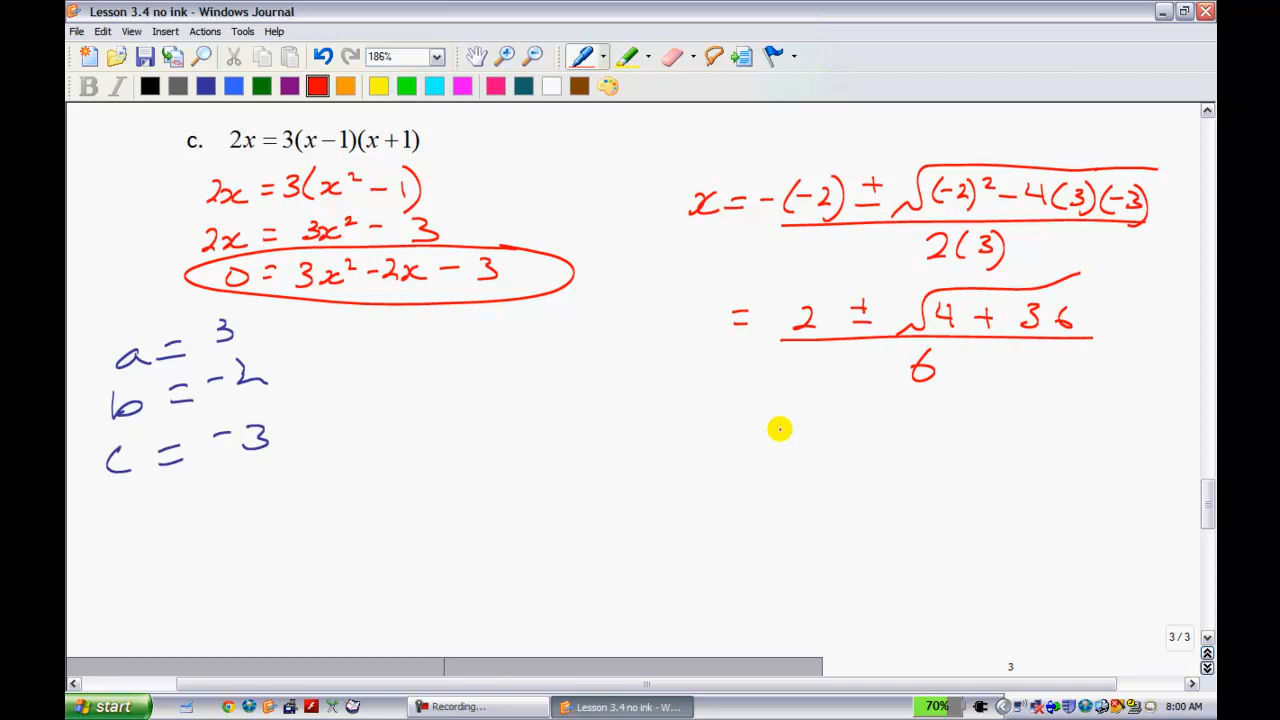 Lesson 3.4 no ink - Windows Journal
File Edit View Insert Actions Tools Help
186%
B I
c. 2x = 3(x − 1)(x + 1)
2x = 3(x² − 1)
2x = 3x² − 3
0 = 3x² - 2x − 3
a = 3
b = -2
c = -3
x = -(-2) ± √(-2)² − 4(3)(-3)
2(3)
= 2 ± √4 + 36
6
3 / 3
3
start
Recording...
Lesson 3.4 no ink - W...
70%
8:00 AM